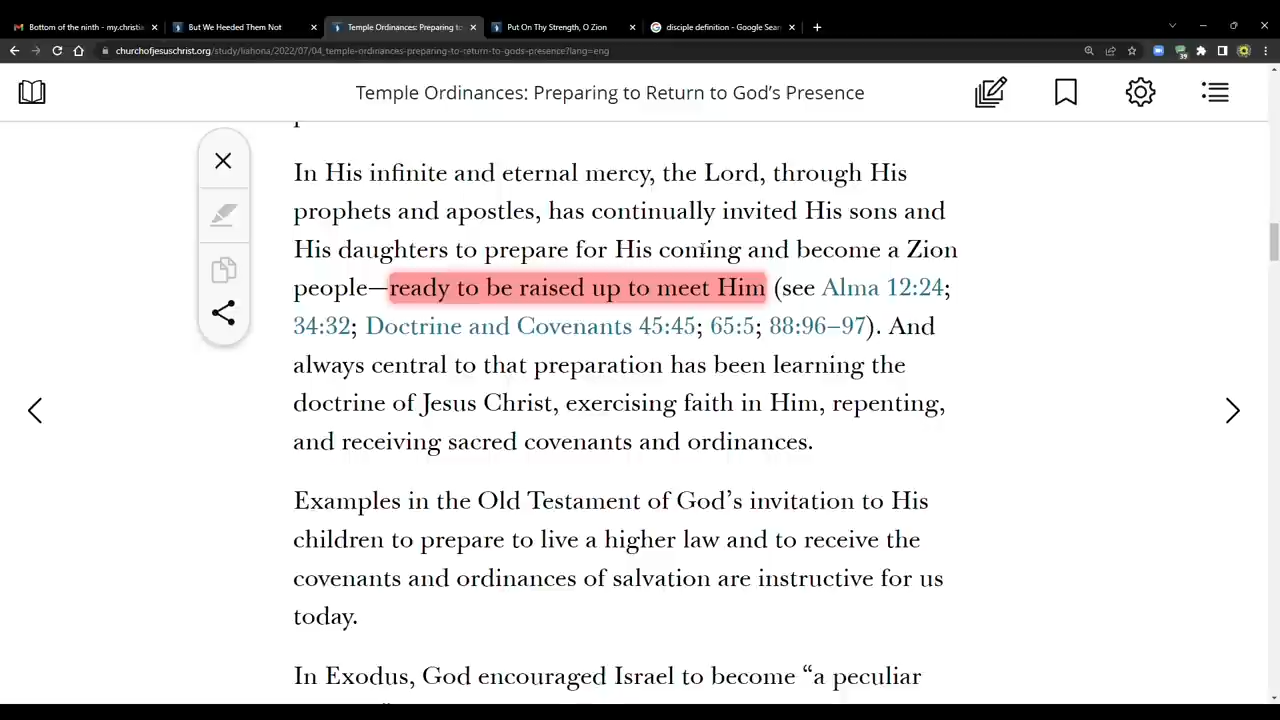 Bottom of the ninth - my.christi
But We Heeded Them Not
Temple Ordinances: Preparing to
Put On Thy Strength, O Zion
disciple definition - Google Sear
churchofjesuschrist.org/study/liahona/2022/07/04_temple-ordinances-preparing-to-return-to-gods-presence?lang=eng
39
Temple Ordinances: Preparing to Return to God's Presence
In His infinite and eternal mercy, the Lord, through His
prophets and apostles, has continually invited His sons and
His daughters to prepare for His coming and become a Zion
people—ready to be raised up to meet Him (see Alma 12:24;
34:32; Doctrine and Covenants 45:45; 65:5; 88:96–97). And
always central to that preparation has been learning the
doctrine of Jesus Christ, exercising faith in Him, repenting,
and receiving sacred covenants and ordinances.
Examples in the Old Testament of God's invitation to His
children to prepare to live a higher law and to receive the
covenants and ordinances of salvation are instructive for us
today.
In Exodus, God encouraged Israel to become “a peculiar